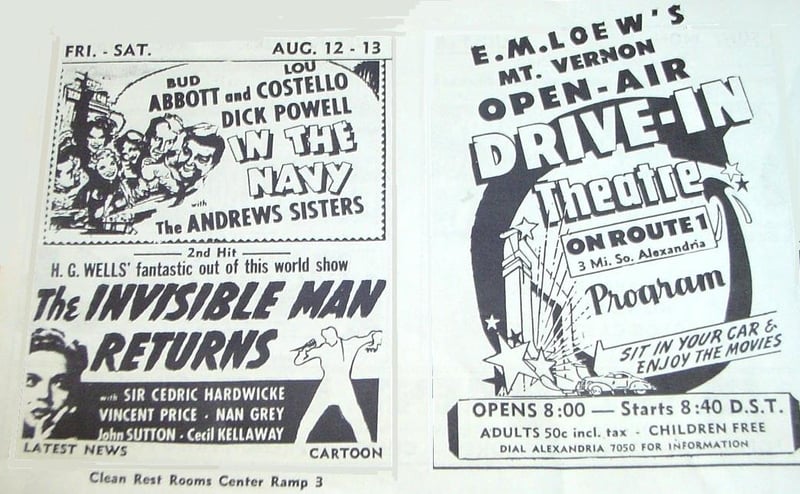 FRI. - SAT. AUG. 12 - 13
BUD ABBOTT and LOU COSTELLO
DICK POWELL
IN THE
NAVY
with
The ANDREWS SISTERS
2nd Hit
H. G. WELLS' fantastic out of this world show
The INVISIBLE MAN
RETURNS
with SIR CEDRIC HARDWICKE
VINCENT PRICE · NAN GREY
John SUTTON · Cecil KELLAWAY
LATEST NEWS CARTOON
Clean Rest Rooms Center Ramp 3
E.M.LOEW'S
MT. VERNON
OPEN-AIR
DRIVE-IN
Theatre
ON ROUTE 1
3 Mi. So. Alexandria
Program
SIT IN YOUR CAR &
ENJOY THE MOVIES
OPENS 8:00 — Starts 8:40 D.S.T.
ADULTS 50c incl. tax - CHILDREN FREE
DIAL ALEXANDRIA 7050 FOR INFORMATION